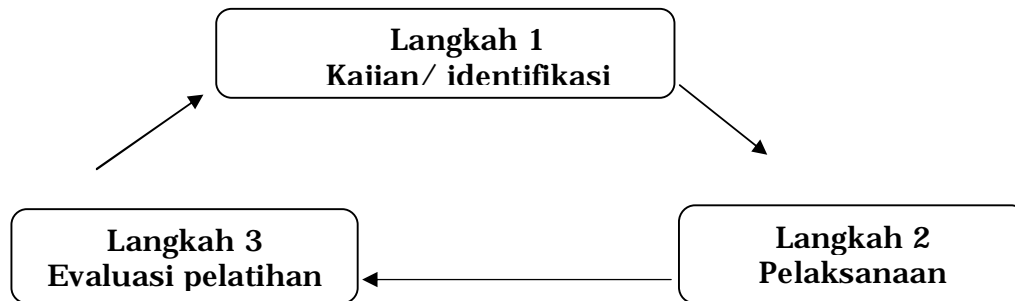 Langkah 1
Kajian/ identifikasi
Langkah 3
Evaluasi pelatihan
Langkah 2
Pelaksanaan